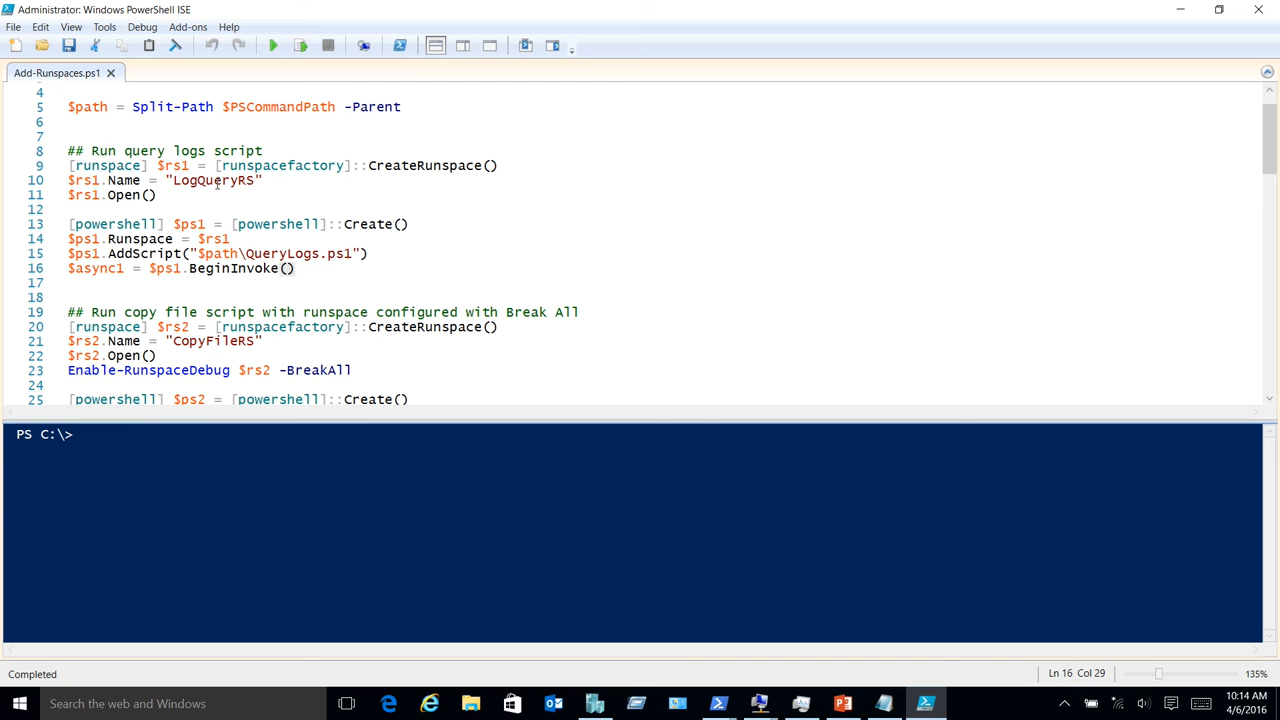 Administrator: Windows PowerShell ISE
File Edit View Tools Debug Add-ons Help
Add-Runspaces.ps1
4
5 $path = Split-Path $PSCommandPath -Parent
6
7
8 ## Run query logs script
9 [runspace] $rs1 = [runspacefactory]::CreateRunspace()
10 $rs1.Name = "LogQueryRS"
11 $rs1.Open()
12
13 [powershell] $ps1 = [powershell]::Create()
14 $ps1.Runspace = $rs1
15 $ps1.AddScript("$path\QueryLogs.ps1")
16 $async1 = $ps1.BeginInvoke()
17
18
19 ## Run copy file script with runspace configured with Break All
20 [runspace] $rs2 = [runspacefactory]::CreateRunspace()
21 $rs2.Name = "CopyFileRS"
22 $rs2.Open()
23 Enable-RunspaceDebug $rs2 -BreakAll
24
25 [powershell] $ps2 = [powershell]::Create()
PS C:\>
Completed
Ln 16 Col 29
135%
Search the web and Windows
10:14 AM
4/6/2016